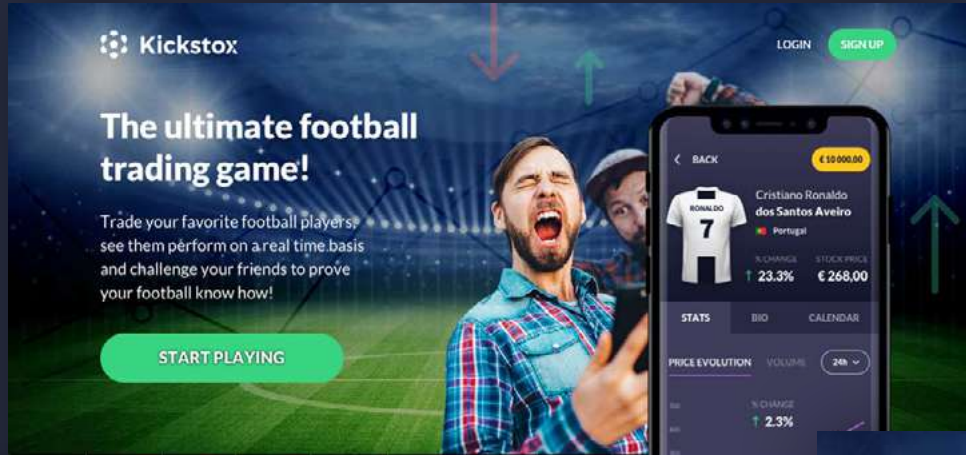 Kickstox
LOGIN
SIGN UP
The ultimate football
trading game!
Trade your favorite football players,
see them perform on a real time basis
and challenge your friends to prove
your football know how!
START PLAYING
BACK
€ 10 000.00
RONALDO
7
Cristiano Ronaldo
dos Santos Aveiro
Portugal
% CHANGE
STOCK PRICE
23.3%
€ 268,00
STATS
BIO
CALENDAR
PRICE EVOLUTION
VOLUME
24h
% CHANGE
2.3%